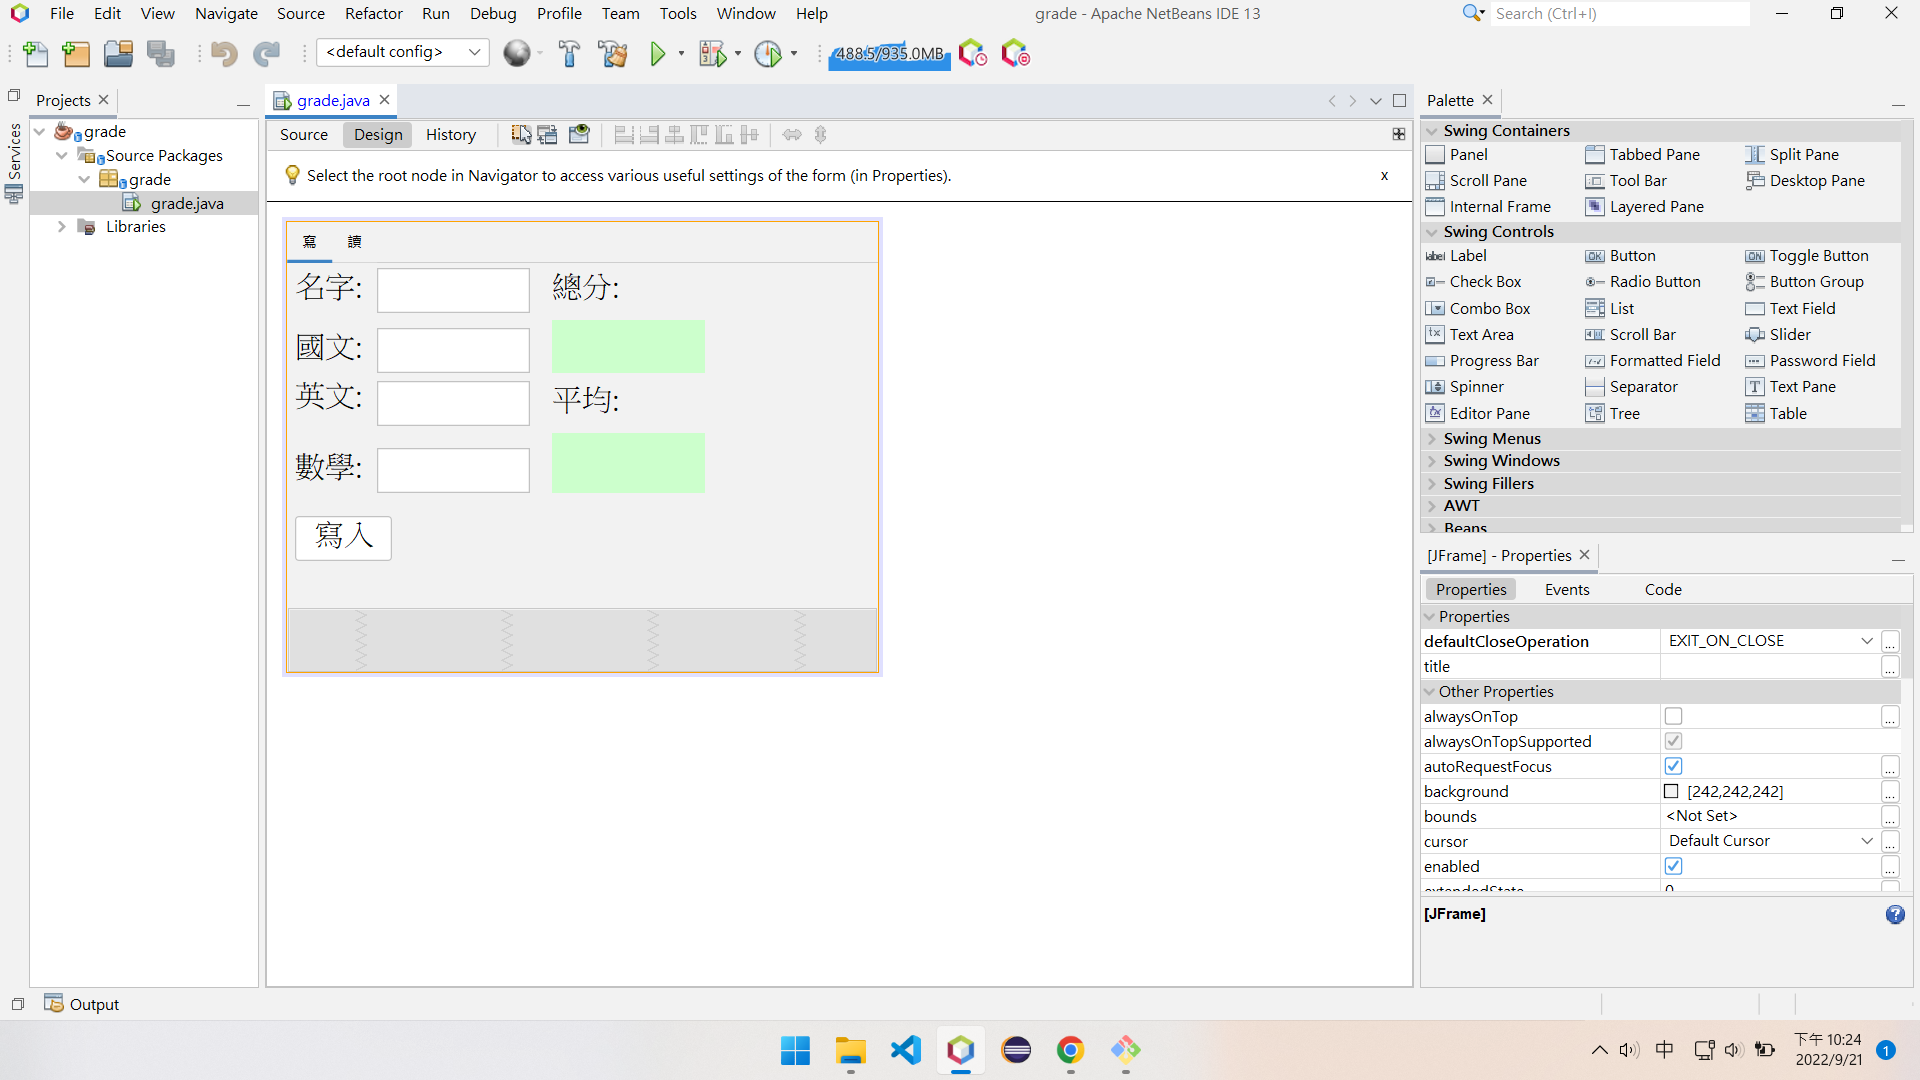 File Edit View Navigate Source Refactor Run Debug Profile Team Tools Window Help
grade - Apache NetBeans IDE 13
Search (Ctrl+I)
<default config>
488.5/935.0MB
Services
Projects
grade
Source Packages
grade
grade.java
Libraries
grade.java
Source Design History
Select the root node in Navigator to access various useful settings of the form (in Properties). x
寫 讀
名字: 總分:
國文:
英文: 平均:
數學:
寫入
Palette
Swing Containers
Panel Tabbed Pane Split Pane
Scroll Pane Tool Bar Desktop Pane
Internal Frame Layered Pane
Swing Controls
Label Button Toggle Button
Check Box Radio Button Button Group
Combo Box List Text Field
Text Area Scroll Bar Slider
Progress Bar Formatted Field Password Field
Spinner Separator Text Pane
Editor Pane Tree Table
Swing Menus
Swing Windows
Swing Fillers
AWT
Beans
[JFrame] - Properties
Properties Events Code
Properties
defaultCloseOperation EXIT_ON_CLOSE ...
title ...
Other Properties
alwaysOnTop ...
alwaysOnTopSupported
autoRequestFocus ...
background [242,242,242] ...
bounds <Not Set> ...
cursor Default Cursor ...
enabled ...
extendedState 0
[JFrame]
Output
中
下午 10:24
2022/9/21
1